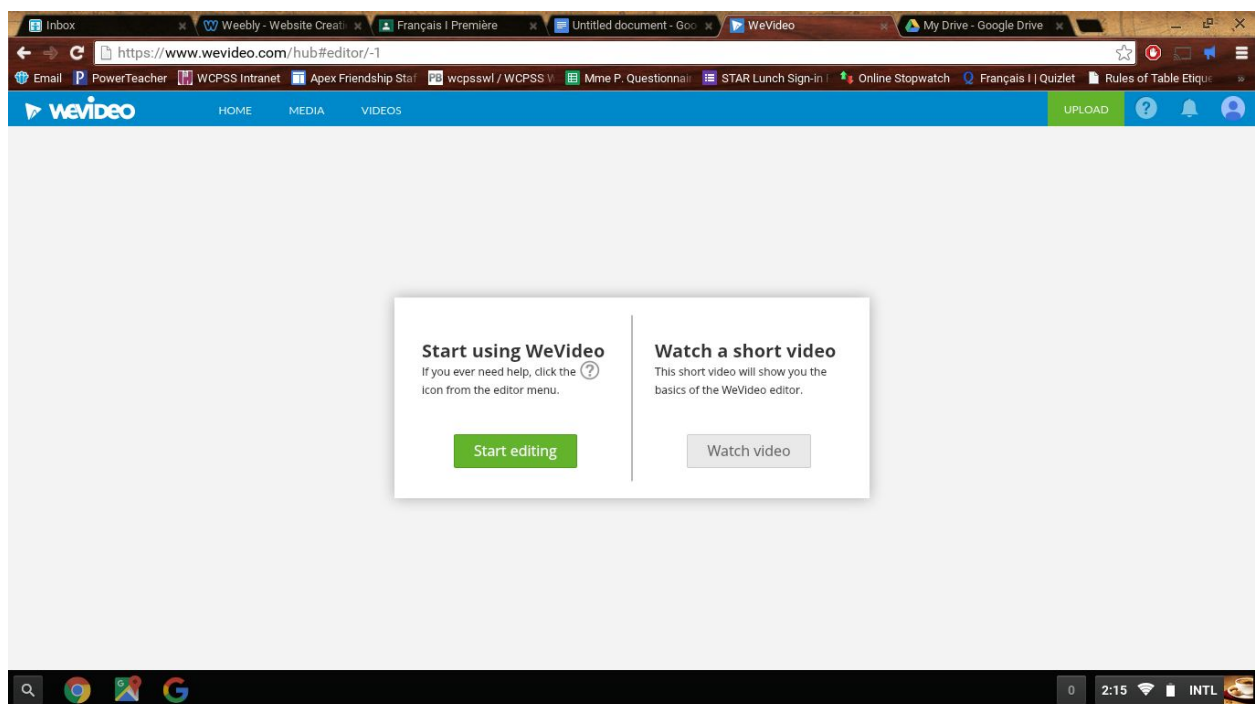 Inbox
Weebly - Website Creati
Français I Première
Untitled document - Goo
WeVideo
My Drive - Google Drive
https://www.wevideo.com/hub#editor/-1
Email
PowerTeacher
WCPSS Intranet
Apex Friendship Staf
PB wcpsswl / WCPSS W
Mme P. Questionnai
STAR Lunch Sign-in F
Online Stopwatch
Français I | Quizlet
Rules of Table Etique
»
WEVIDEO
HOME
MEDIA
VIDEOS
UPLOAD
?
Start using WeVideo
If you ever need help, click the ?
icon from the editor menu.
Start editing
Watch a short video
This short video will show you the
basics of the WeVideo editor.
Watch video
0
2:15
INTL